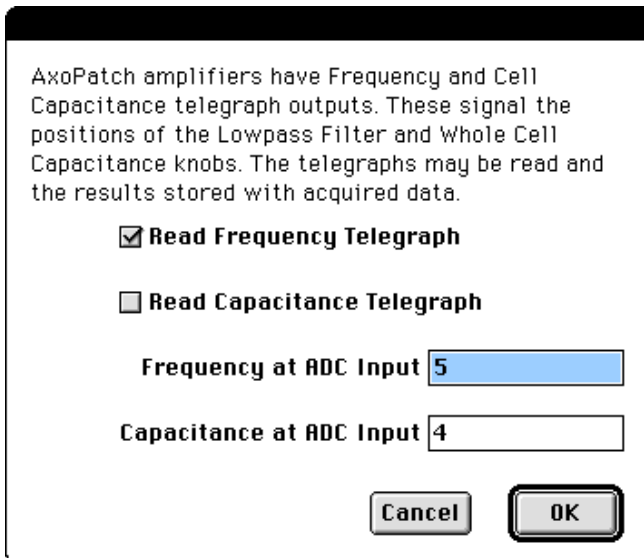 AxoPatch amplifiers have Frequency and Cell
Capacitance telegraph outputs. These signal the
positions of the Lowpass Filter and Whole Cell
Capacitance knobs. The telegraphs may be read and
the results stored with acquired data.
Read Frequency Telegraph
Read Capacitance Telegraph
Frequency at ADC Input 5
Capacitance at ADC Input 4
Cancel OK